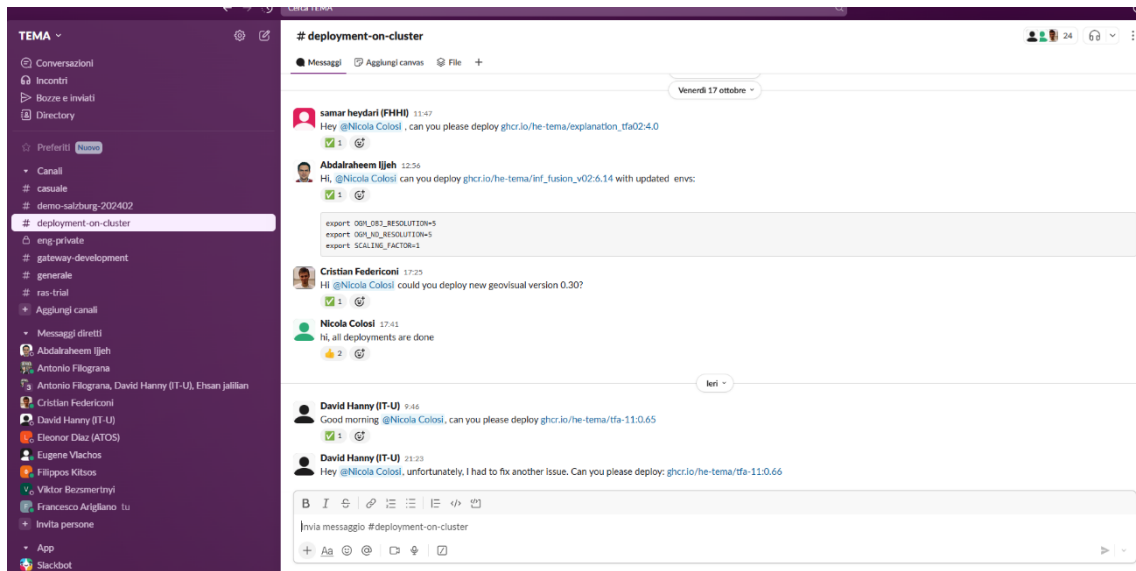 Cerca TEMA
TEMA
Conversazioni
Incontri
Bozze e inviati
Directory
Preferiti Nuovo
Canali
# casuale
# demo-salzburg-202402
# deployment-on-cluster
eng-private
# gateway-development
# generale
# ras-trial
+ Aggiungi canali
Messaggi diretti
Abdalraheem Ijjeh
Antonio Filograna
3 Antonio Filograna, David Hanny (IT-U), Ehsan jalilian
Cristian Federiconi
David Hanny (IT-U)
Eleonor Diaz (ATOS)
Eugene Vlachos
Filippos Kitsos
Viktor Bezsmertnyi
Francesco Arigliano tu
+ Invita persone
App
Slackbot
# deployment-on-cluster
24
Messaggi Aggiungi canvas File +
Venerdì 17 ottobre
samar heydari (FHHI) 11:47
Hey @Nicola Colosi , can you please deploy ghcr.io/he-tema/explanation_tfa02:4.0
1
Abdalraheem Ijjeh 12:56
Hi, @Nicola Colosi can you deploy ghcr.io/he-tema/inf_fusion_v02:6.14 with updated envs:
1
export OGM_OBJ_RESOLUTION=5
export OGM_ND_RESOLUTION=5
export SCALING_FACTOR=1
Cristian Federiconi 17:25
Hi @Nicola Colosi could you deploy new geovisual version 0.30?
1
Nicola Colosi 17:41
hi, all deployments are done
2
Ieri
David Hanny (IT-U) 9:46
Good morning @Nicola Colosi, can you please deploy ghcr.io/he-tema/tfa-11:0.65
1
David Hanny (IT-U) 21:23
Hey @Nicola Colosi, unfortunately, I had to fix another issue. Can you please deploy: ghcr.io/he-tema/tfa-11:0.66
B I S
Invia messaggio #deployment-on-cluster
+ Aa @